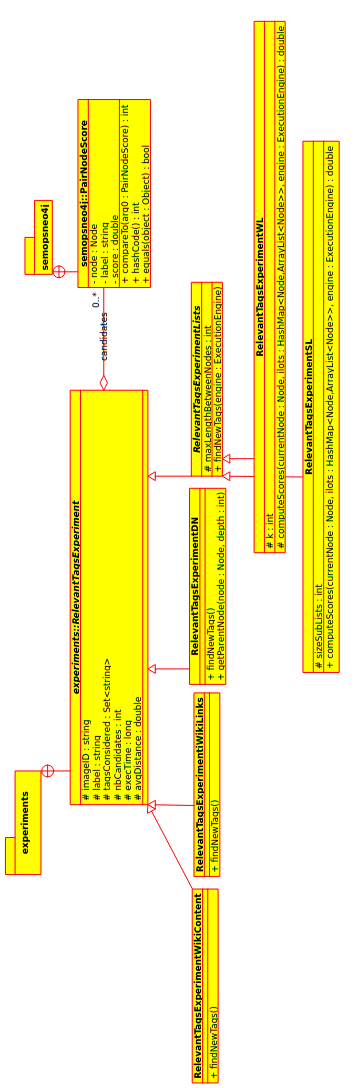 experiments
experiments::RelevantTagsExperiment
# imageID : string
# label : string
# tagsConsidered : Set<string>
# nbCandidates : int
# execTime : long
# avgDistance : double
candidates
0..*
semopsneo4j
semopsneo4j::PairNodeScore
- node : Node
- label : string
- score : double
+ compareTo(arg0 : PairNodeScore) : int
+ hashCode() : int
+ equals(object : Object) : bool
RelevantTagsExperimentWikiContent
+ findNewTags()
RelevantTagsExperimentWikiLinks
+ findNewTags()
RelevantTagsExperimentDN
+ findNewTags()
+ getParentNode(node : Node, depth : int)
RelevantTagsExperimentLists
# maxLengthBetweenNodes : int
+ findNewTags(engine : ExecutionEngine)
RelevantTagsExperimentWL
# k : int
# computeScores(currentNode : Node, ilots : HashMap<Node,ArrayList<Node>>, engine : ExecutionEngine) : double
RelevantTagsExperimentSL
# sizeSubLists : int
+ computeScores(currentNode : Node, ilots : HashMap<Node,ArrayList<Node>>, engine : ExecutionEngine) : double